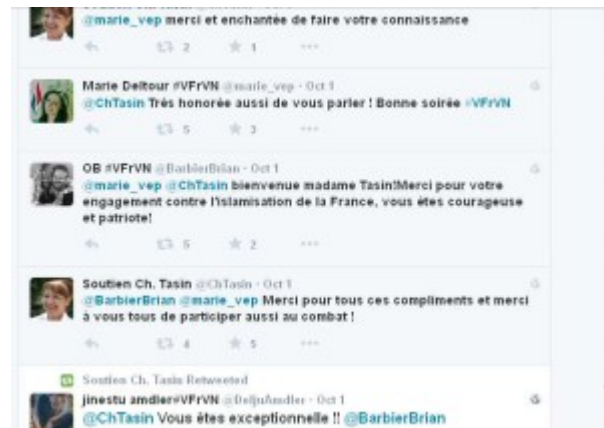 @marie_vep merci et enchantée de faire votre connaissance
2 1
Marie Deltour #VFrVN @marie_vep - Oct 1
@ChTasin Très honorée aussi de vous parler ! Bonne soirée #VFrVN
5 3
OB #VFrVN @BarbierBrian - Oct 1
@marie_vep @ChTasin bienvenue madame Tasin!Merci pour votre
engagement contre l'islamisation de la France, vous êtes courageuse
et patriote!
5 2
Soutien Ch. Tasin @ChTasin - Oct 1
@BarbierBrian @marie_vep Merci pour tous ces compliments et merci
à vous tous de participer aussi au combat !
4 5
Soutien Ch. Tasin Retweeted
jinestu amdler#VFrVN @DeljuAmdler - Oct 1
@ChTasin Vous êtes exceptionnelle !! @BarbierBrian